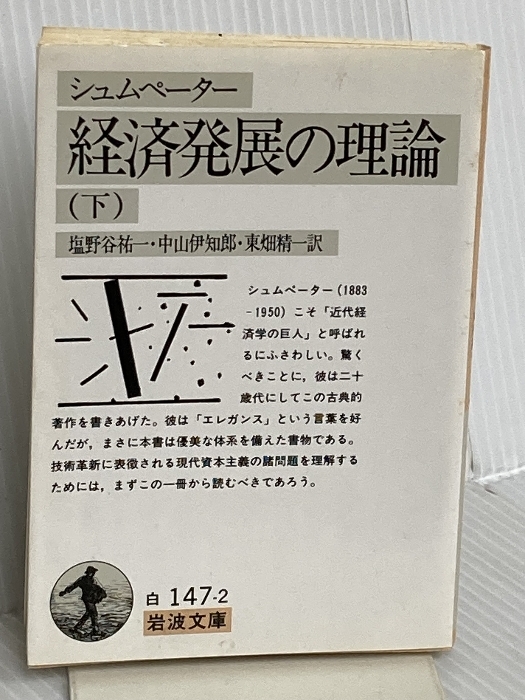 シュムペーター
経済発展の理論
(下)
塩野谷祐一・中山伊知郎・東畑精一訳
シュムペーター(1883
-1950)こそ「近代経
済学の巨人」と呼ばれ
るにふさわしい。驚く
べきことに,彼は二十
歳代にしてこの古典的
著作を書きあげた。彼は「エレガンス」という言葉を好
んだが,まさに本書は優美な体系を備えた書物である。
技術革新に表徴される現代資本主義の諸問題を理解する
ためには,まずこの一冊から読むべきであろう。
白 147-2
岩波文庫